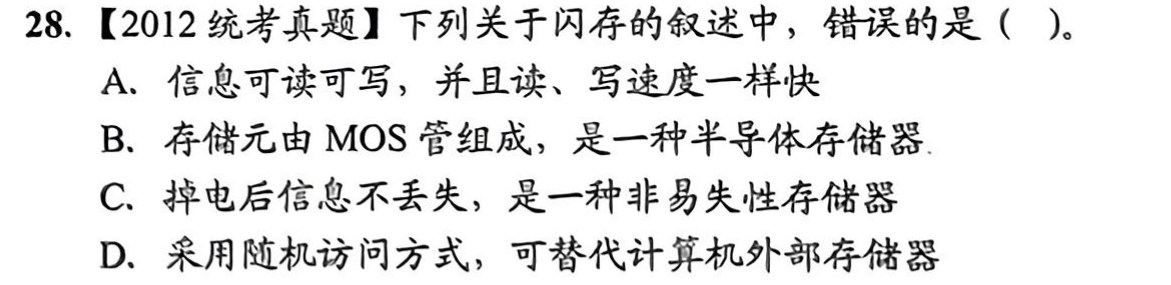 28. 【2012 统考真题】下列关于闪存的叙述中，错误的是（ ）。
A. 信息可读可写，并且读、写速度一样快
B. 存储元由 MOS 管组成，是一种半导体存储器
C. 掉电后信息不丢失，是一种非易失性存储器
D. 采用随机访问方式，可替代计算机外部存储器